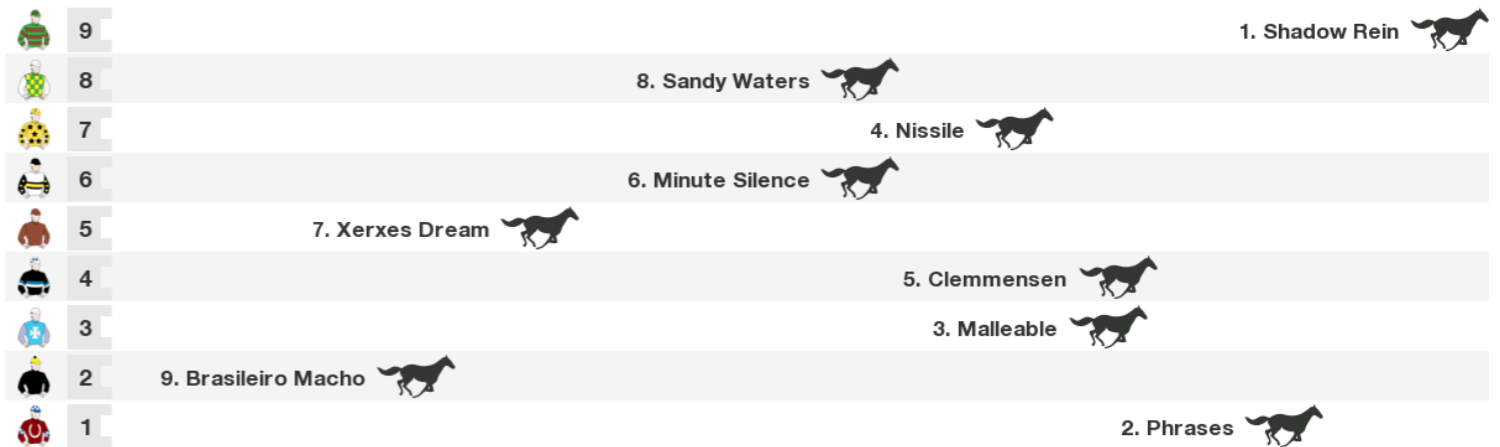 9 1. Shadow Rein
8 8. Sandy Waters
7 4. Nissile
6 6. Minute Silence
5 7. Xerxes Dream
4 5. Clemmensen
3 3. Malleable
2 9. Brasileiro Macho
1 2. Phrases